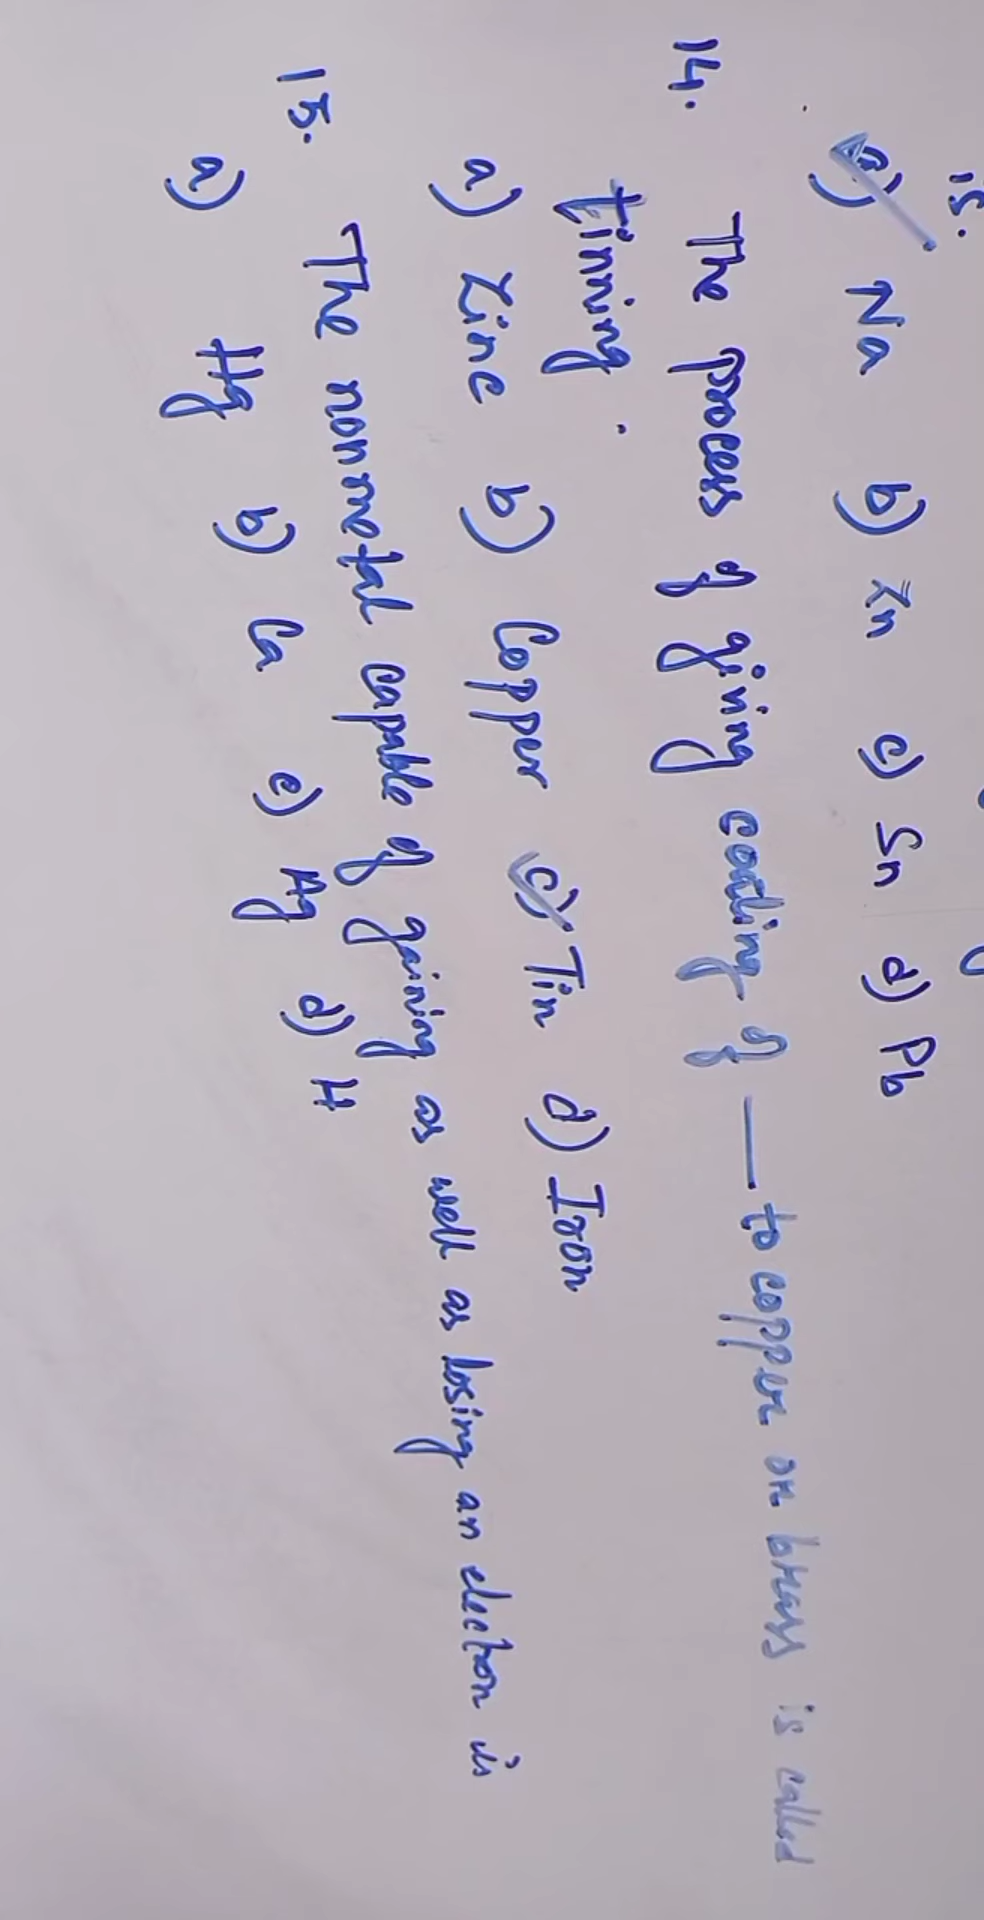 is.
a) Na b) Zn c) Sn d) Pb
14. The process of giving coating of — to copper or brass is called
tinning.
a) Zinc b) Copper c) Tin d) Iron
15. The nonmetal capable of gaining as well as losing an electron is
a) Hg b) Ca c) Ag d) H